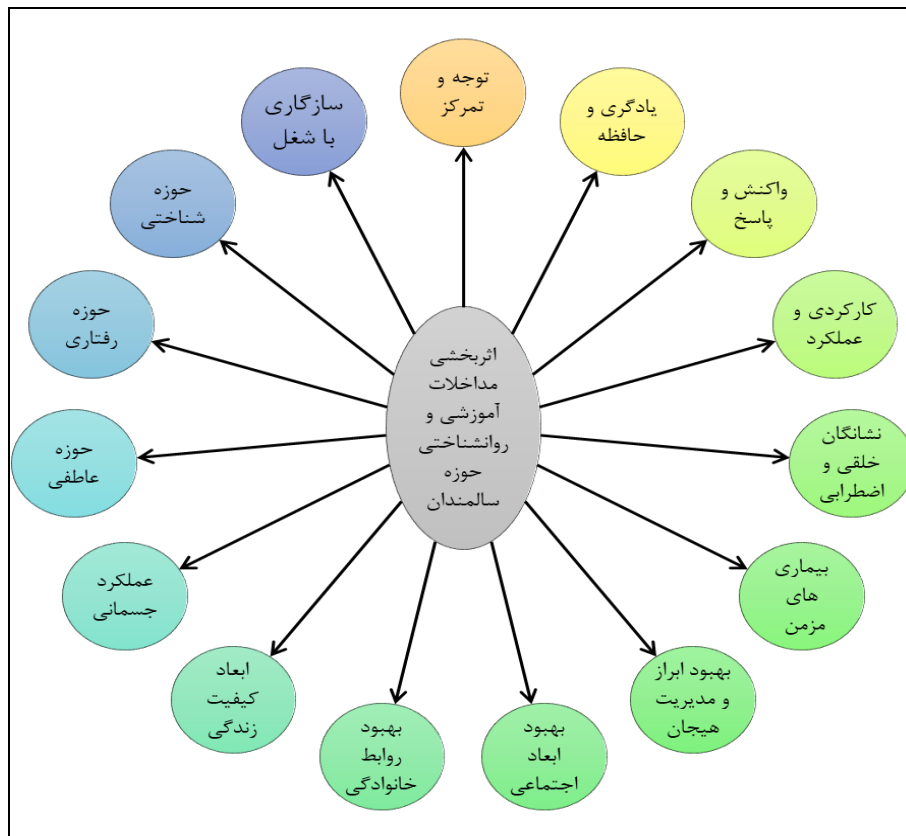 توجه و
تمرکز
یادگری و
حافظه
واکنش و
پاسخ
کارکردی و
عملکرد
نشانگان
خلقی و
اضطرابی
بیماری
های
مزمن
بهبود ابراز
و مدیریت
هیجان
بهبود
ابعاد
اجتماعی
بهبود
روابط
خانوادگی
ابعاد
کیفیت
زندگی
عملکرد
جسمانی
حوزه
عاطفی
حوزه
رفتاری
حوزه
شناختی
سازگاری
با شغل
اثربخشی
مداخلات
آموزشی و
روانشناختی
حوزه
سالمندان